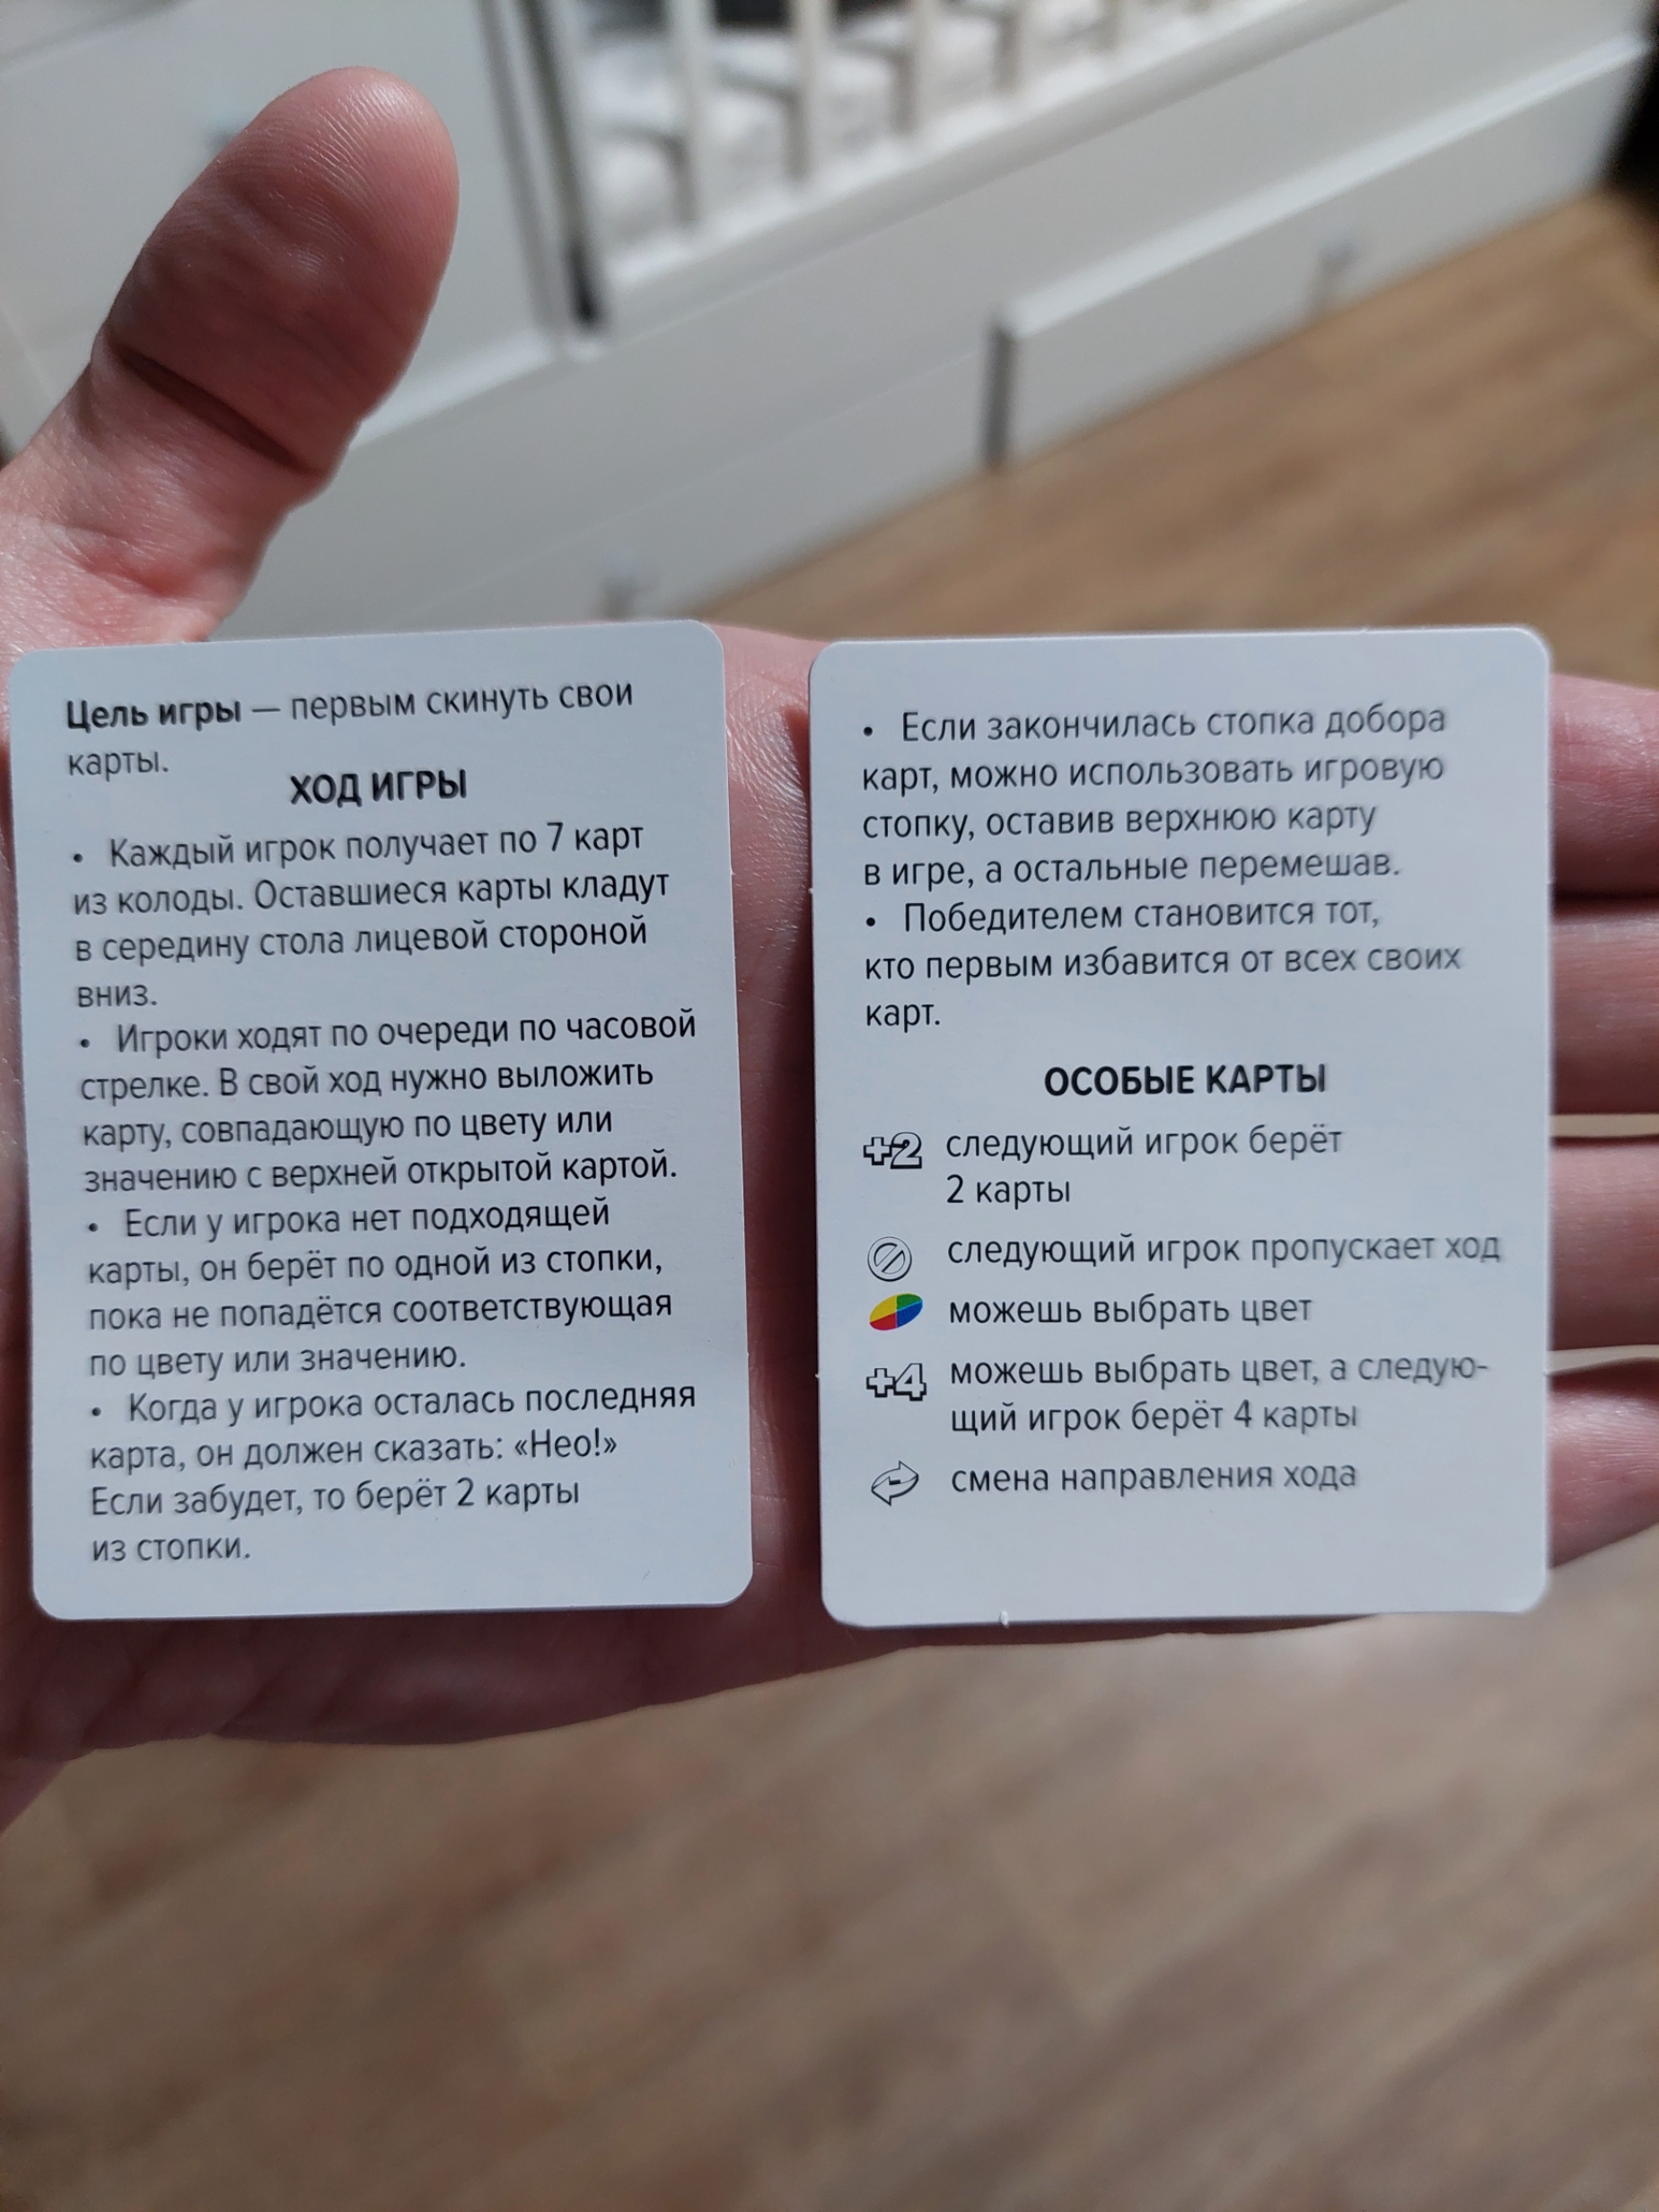 Цель игры — первым скинуть свои
карты.
ХОД ИГРЫ
• Каждый игрок получает по 7 карт
из колоды. Оставшиеся карты кладут
в середину стола лицевой стороной
вниз.
• Игроки ходят по очереди по часовой
стрелке. В свой ход нужно выложить
карту, совпадающую по цвету или
значению с верхней открытой картой.
• Если у игрока нет подходящей
карты, он берёт по одной из стопки,
пока не попадётся соответствующая
по цвету или значению.
• Когда у игрока осталась последняя
карта, он должен сказать: «Нео!»
Если забудет, то берёт 2 карты
из стопки.
• Если закончилась стопка добора
карт, можно использовать игровую
стопку, оставив верхнюю карту
в игре, а остальные перемешав.
• Победителем становится тот,
кто первым избавится от всех своих
карт.
ОСОБЫЕ КАРТЫ
+2 следующий игрок берёт
2 карты
следующий игрок пропускает ход
можешь выбрать цвет
+4 можешь выбрать цвет, а следую-
щий игрок берёт 4 карты
смена направления хода